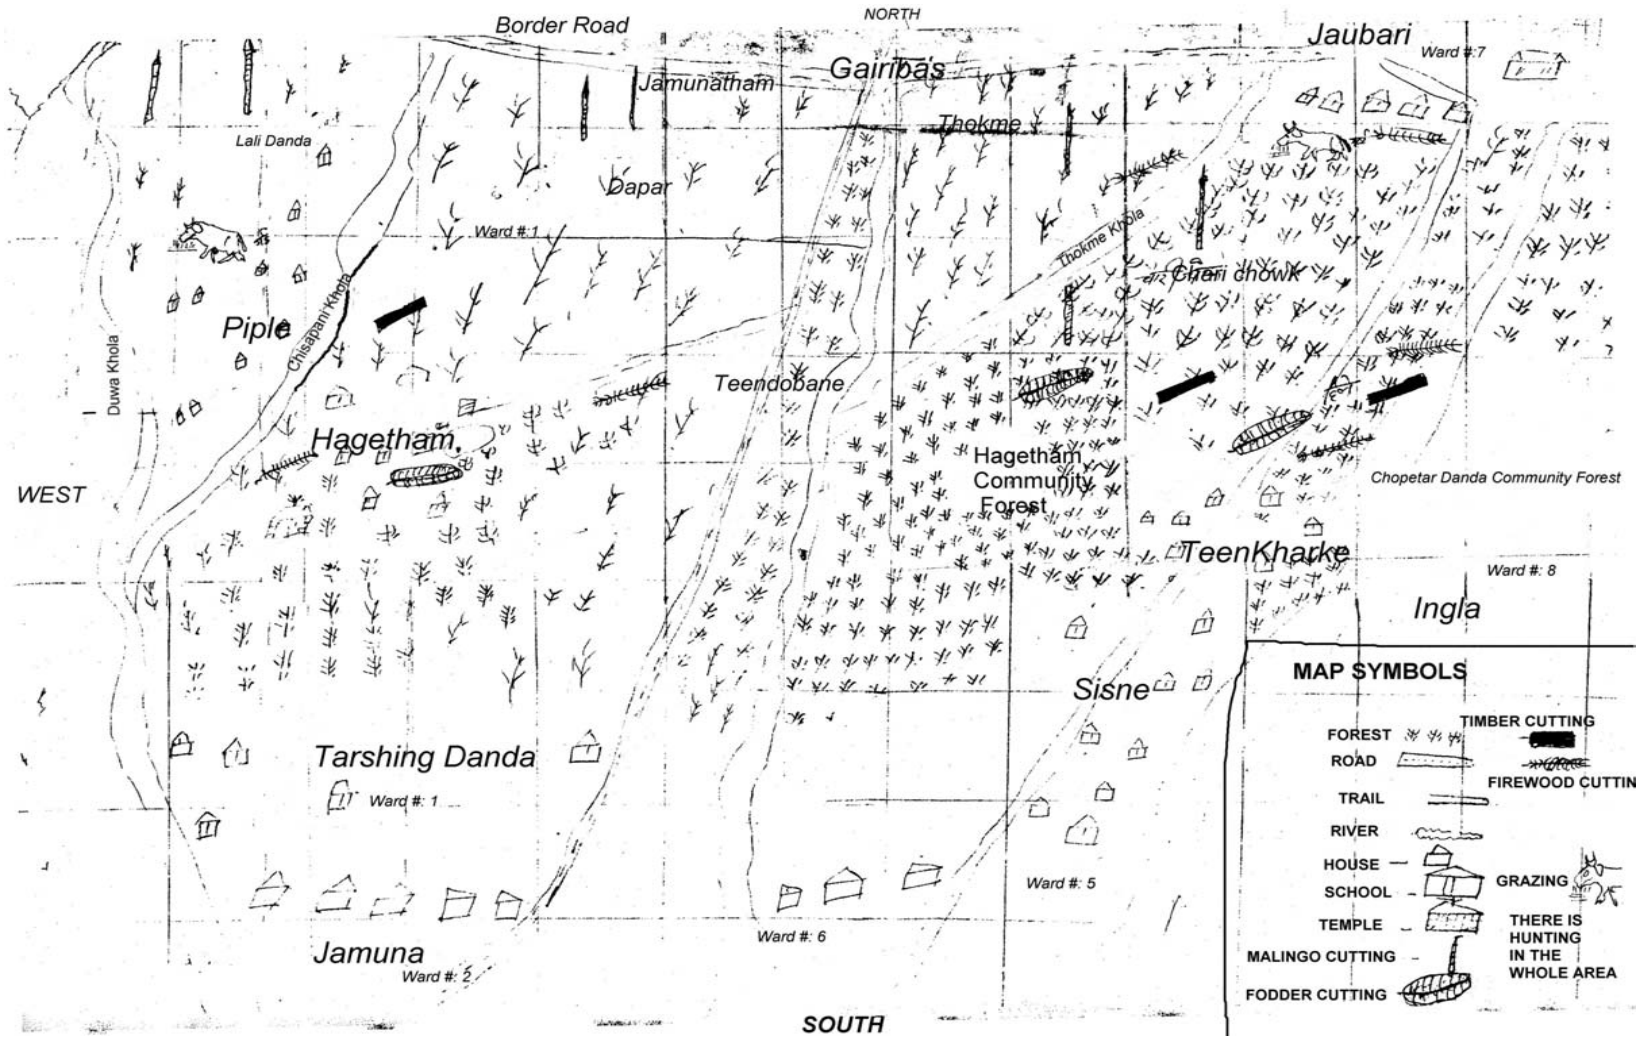 NORTH
Border Road
Jaubari
Ward #:7
Gairibas
Jamunatham
Thokme
Lali Danda
Dapar
Ward #:1
Thokme Khola
Cheri chowk
Piple
Chisapani Khola
Duwa Khola
Teendobane
Hagetham
Hagetham
Community
Forest
WEST
Chopetar Danda Community Forest
TeenKharke
Ward #: 8
Ingla
Sisne
Tarshing Danda
Ward #: 1
Ward #: 5
Ward #: 6
Jamuna
Ward #: 2
SOUTH
MAP SYMBOLS
FOREST
TIMBER CUTTING
ROAD
FIREWOOD CUTTIN
TRAIL
RIVER
HOUSE
SCHOOL
GRAZING
TEMPLE
THERE IS
HUNTING
IN THE
WHOLE AREA
MALINGO CUTTING
FODDER CUTTING